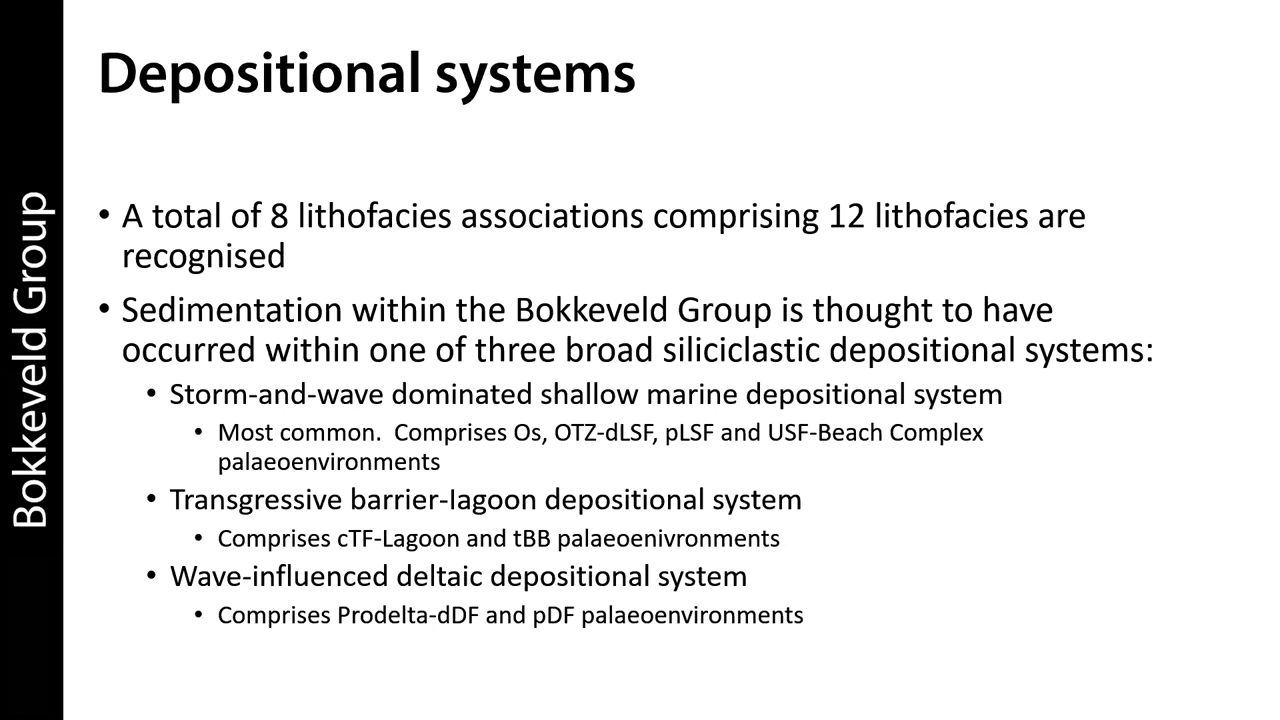 Depositional systems
• A total of 8 lithofacies associations comprising 12 lithofacies are
recognised
• Sedimentation within the Bokkeveld Group is thought to have
occurred within one of three broad siliciclastic depositional systems:
• Storm-and-wave dominated shallow marine depositional system
• Most common.  Comprises Os, OTZ-dLSF, pLSF and USF-Beach Complex
palaeoenvironments
• Transgressive barrier-lagoon depositional system
• Comprises cTF-Lagoon and tBB palaeoenivronments
• Wave-influenced deltaic depositional system
• Comprises Prodelta-dDF and pDF palaeoenvironments
Bokkeveld Group